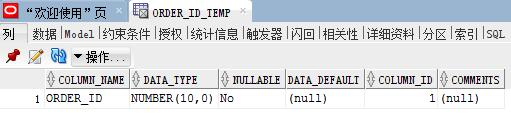 “欢迎使用”页 ORDER_ID_TEMP
列 数据 Model 约束条件 授权 统计信息 触发器 闪回 相关性 详细资料 分区 索引 SQL
操作...
COLUMN_NAME DATA_TYPE NULLABLE DATA_DEFAULT COLUMN_ID COMMENTS
1 ORDER_ID NUMBER(10,0) No (null) 1 (null)